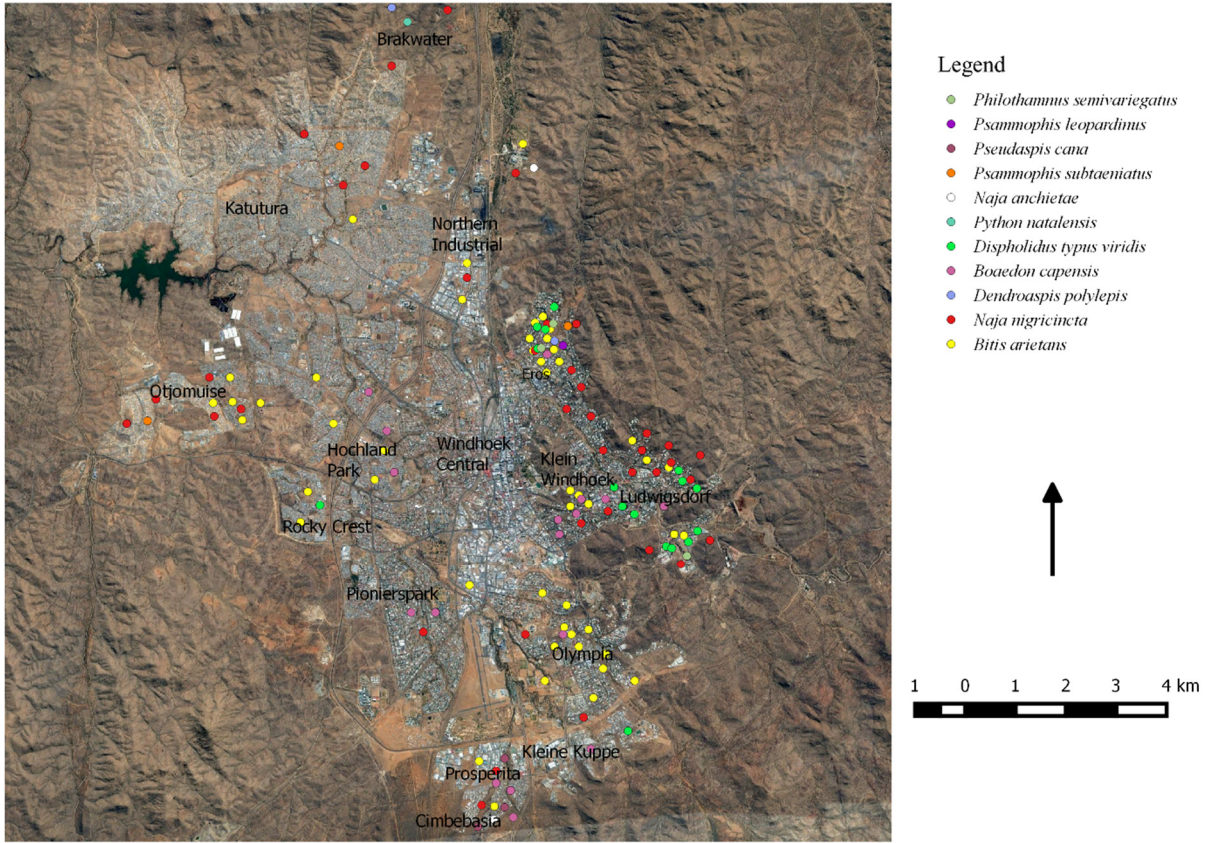 Brakwater
Katutura
Northern
Industrial
Eros
Otjomuise
Hochland
Park
Windhoek
Central
Klein
Windhoek
Ludwigsdorf
Rocky Crest
Pionierspark
Olympia
Kleine Kuppe
Prosperita
Cimbebasia
Legend
Philothamnus semivariegatus
Psammophis leopardinus
Pseudaspis cana
Psammophis subtaeniatus
Naja anchietae
Python natalensis
Dispholidus typus viridis
Boaedon capensis
Dendroaspis polylepis
Naja nigricincta
Bitis arietans
1 0 1 2 3 4 km